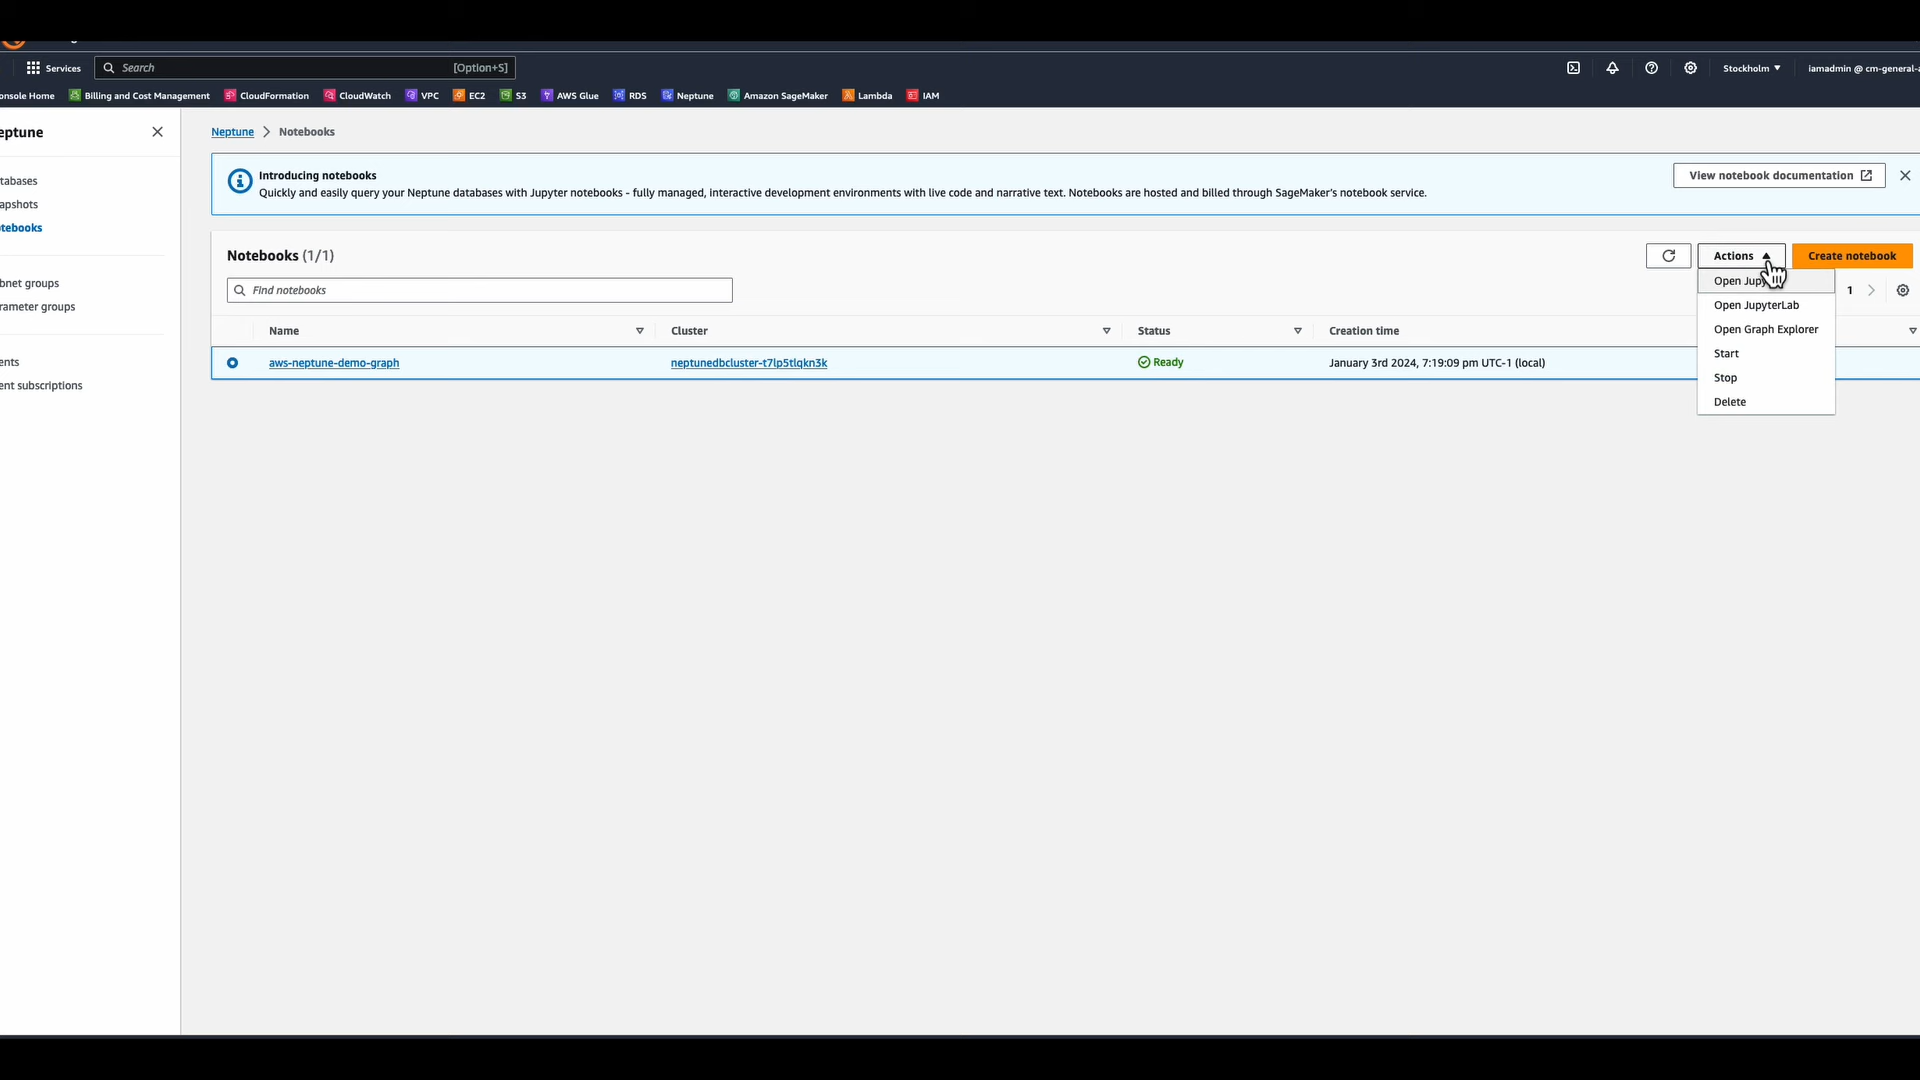 Services
Search
[Option+S]
Stockholm ▼
iamadmin @ cm-general-a
onsole Home
Billing and Cost Management
CloudFormation
CloudWatch
VPC
EC2
S3
AWS Glue
RDS
Neptune
Amazon SageMaker
Lambda
IAM
eptune
tabases
apshots
tebooks
bnet groups
rameter groups
ents
ent subscriptions
Neptune > Notebooks
Introducing notebooks
Quickly and easily query your Neptune databases with Jupyter notebooks - fully managed, interactive development environments with live code and narrative text. Notebooks are hosted and billed through SageMaker's notebook service.
View notebook documentation
Notebooks (1/1)
Actions
Create notebook
Find notebooks
1
Name
Cluster
Status
Creation time
aws-neptune-demo-graph
neptunedbcluster-t7lp5tlqkn3k
Ready
January 3rd 2024, 7:19:09 pm UTC-1 (local)
Open Jup
Open JupyterLab
Open Graph Explorer
Start
Stop
Delete